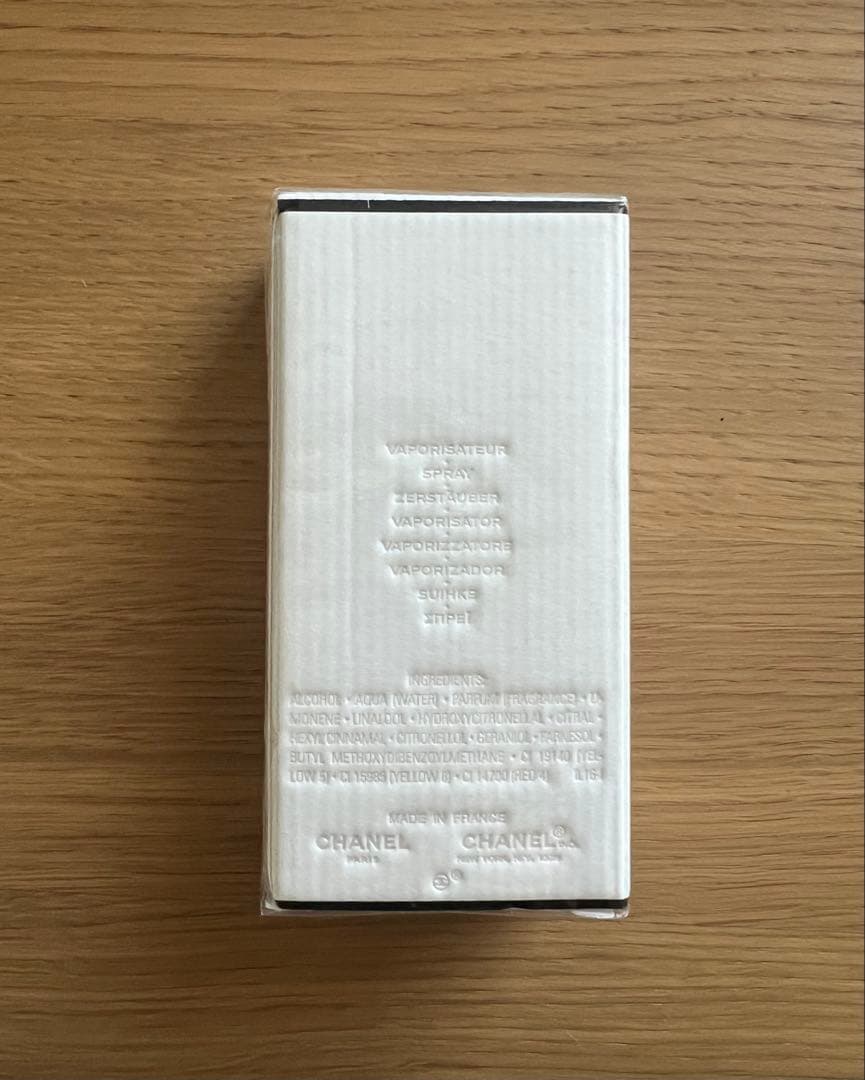 VAPORISATEUR
SPRAY
ZERSTÄUBER
VAPORISATOR
VAPORIZZATORE
VAPORIZADOR
SUIHKE
ΣΠΡΕΪ
INGREDIENTS:
ALCOHOL • AQUA (WATER) • PARFUM (FRAGRANCE) • LI-
MONENE • LINALOOL • HYDROXYCITRONELLAL • CITRAL •
HEXYL CINNAMAL • CITRONELLOL • GERANIOL • FARNESOL •
BUTYL METHOXYDIBENZOYLMETHANE • CI 19140 (YEL-
LOW 5) • CI 15985 (YELLOW 6) • CI 14700 (RED 4) IL16-1
MADE IN FRANCE
CHANEL CHANEL®
PARIS NEW YORK, N.Y.